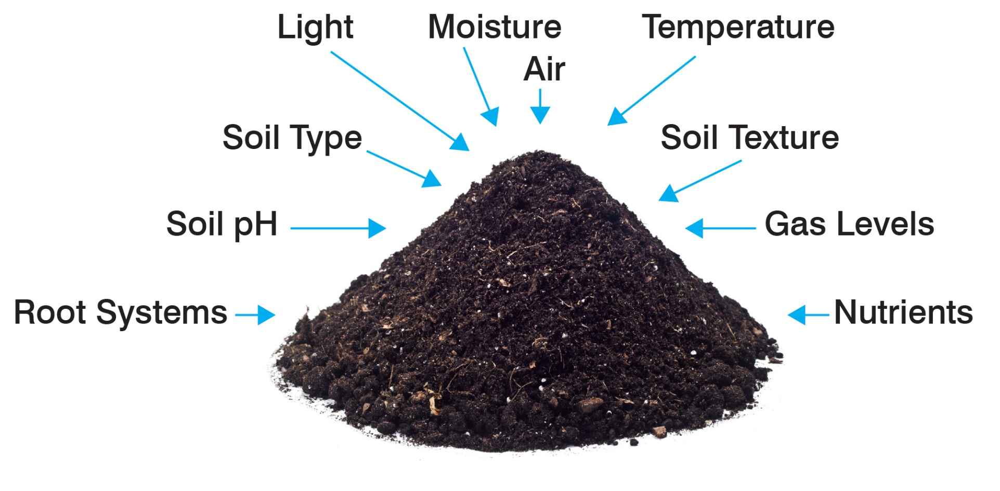 Light
Moisture
Temperature
Air
Soil Type
Soil Texture
Soil pH
Gas Levels
Root Systems
Nutrients